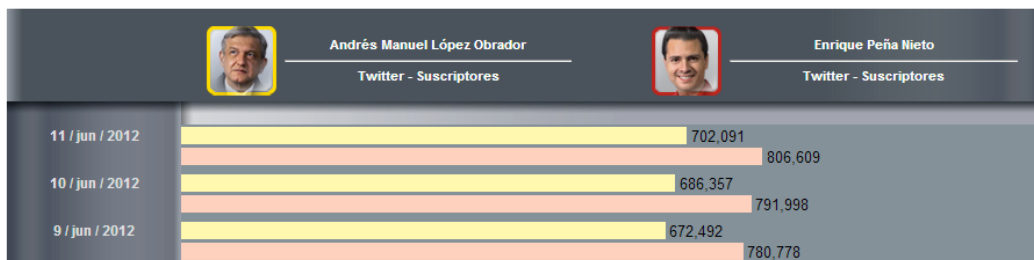 Andrés Manuel López Obrador
Twitter - Suscriptores
Enrique Peña Nieto
Twitter - Suscriptores
11 / jun / 2012
702,091
806,609
10 / jun / 2012
686,357
791,998
9 / jun / 2012
672,492
780,778